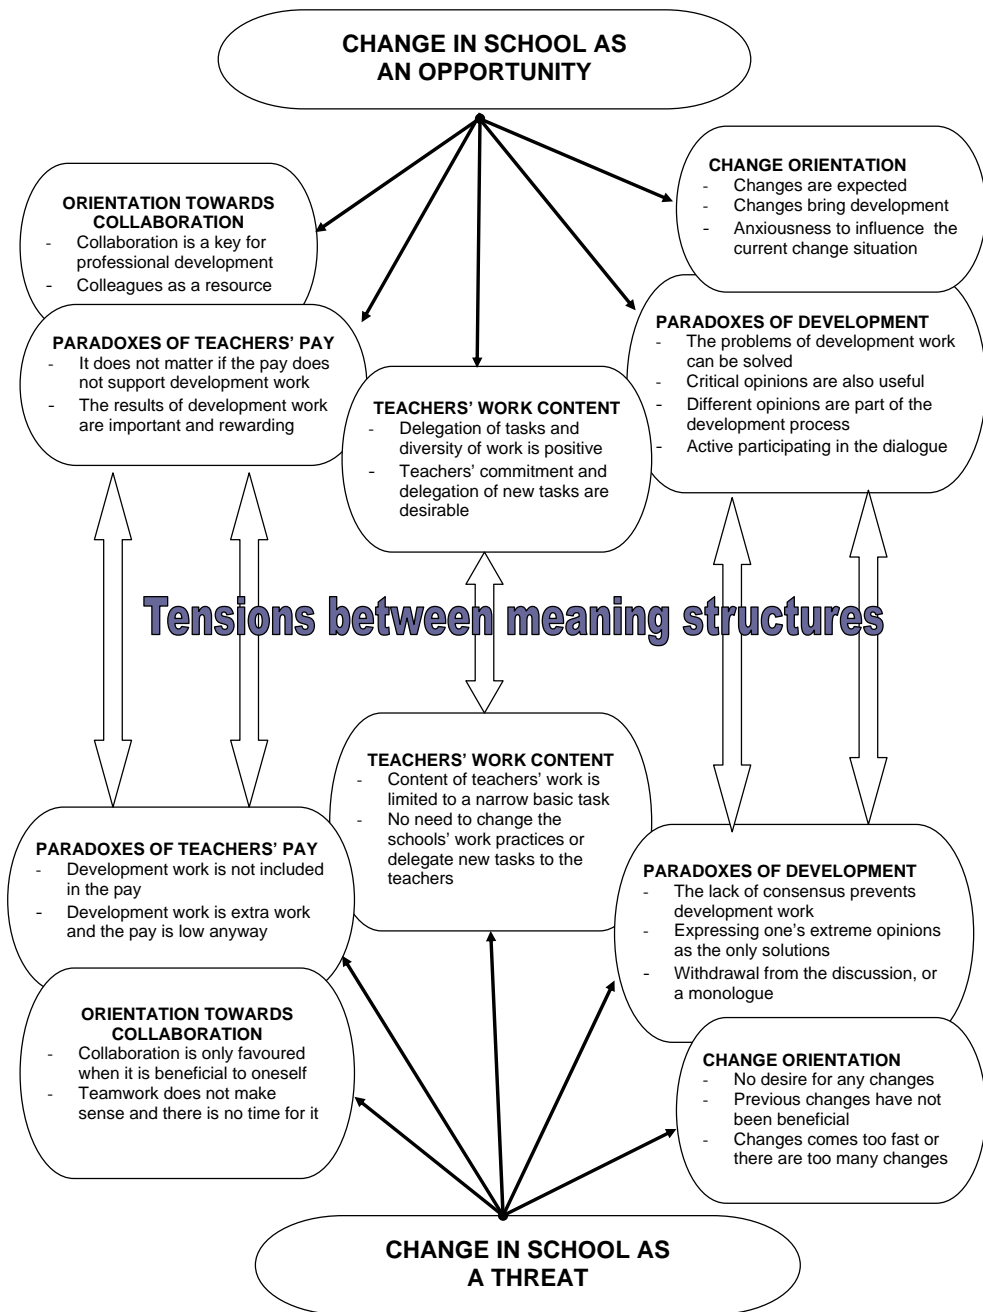 CHANGE IN SCHOOL AS
AN OPPORTUNITY
ORIENTATION TOWARDS
COLLABORATION
- Collaboration is a key for
professional development
- Colleagues as a resource
PARADOXES OF TEACHERS' PAY
- It does not matter if the pay does
not support development work
- The results of development work
are important and rewarding
TEACHERS' WORK CONTENT
- Delegation of tasks and
diversity of work is positive
- Teachers' commitment and
delegation of new tasks are
desirable
CHANGE ORIENTATION
- Changes are expected
- Changes bring development
- Anxiousness to influence the
current change situation
PARADOXES OF DEVELOPMENT
- The problems of development work
can be solved
- Critical opinions are also useful
- Different opinions are part of the
development process
- Active participating in the dialogue
Tensions between meaning structures
PARADOXES OF TEACHERS' PAY
- Development work is not included
in the pay
- Development work is extra work
and the pay is low anyway
ORIENTATION TOWARDS
COLLABORATION
- Collaboration is only favoured
when it is beneficial to oneself
- Teamwork does not make
sense and there is no time for it
TEACHERS' WORK CONTENT
- Content of teachers' work is
limited to a narrow basic task
- No need to change the
schools' work practices or
delegate new tasks to the
teachers
PARADOXES OF DEVELOPMENT
- The lack of consensus prevents
development work
- Expressing one's extreme opinions
as the only solutions
- Withdrawal from the discussion, or
a monologue
CHANGE ORIENTATION
- No desire for any changes
- Previous changes have not
been beneficial
- Changes comes too fast or
there are too many changes
CHANGE IN SCHOOL AS
A THREAT